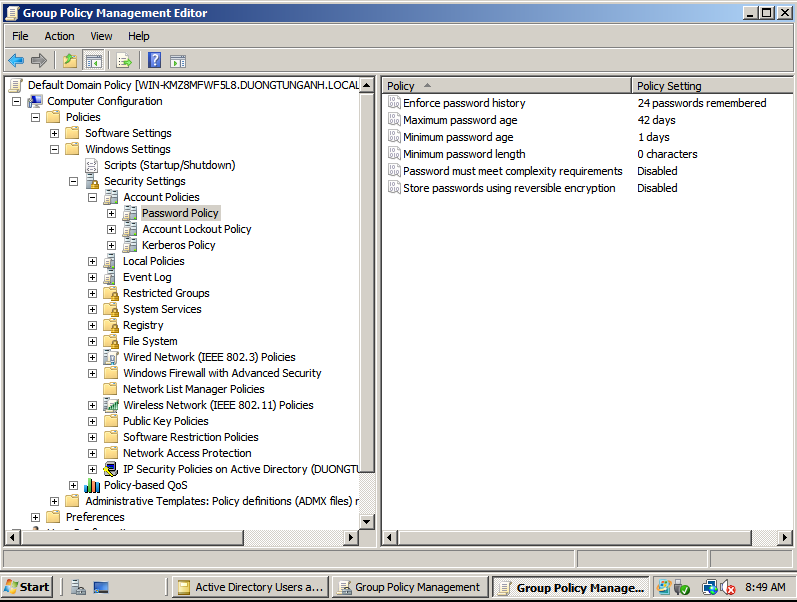 Group Policy Management Editor
File Action View Help
Default Domain Policy [WIN-KMZ8MFWF5L8.DUONGTUNGANH.LOCAL
Computer Configuration
Policies
Software Settings
Windows Settings
Scripts (Startup/Shutdown)
Security Settings
Account Policies
Password Policy
Account Lockout Policy
Kerberos Policy
Local Policies
Event Log
Restricted Groups
System Services
Registry
File System
Wired Network (IEEE 802.3) Policies
Windows Firewall with Advanced Security
Network List Manager Policies
Wireless Network (IEEE 802.11) Policies
Public Key Policies
Software Restriction Policies
Network Access Protection
IP Security Policies on Active Directory (DUONGTU
Policy-based QoS
Administrative Templates: Policy definitions (ADMX files) r
Preferences
Policy Policy Setting
Enforce password history 24 passwords remembered
Maximum password age 42 days
Minimum password age 1 days
Minimum password length 0 characters
Password must meet complexity requirements Disabled
Store passwords using reversible encryption Disabled
Start Active Directory Users a... Group Policy Management Group Policy Manage... 8:49 AM